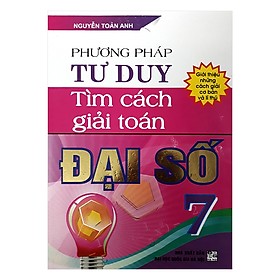 NGUYỄN TOÀN ANH
PHƯƠNG PHÁP
TƯ DUY
Tìm cách
giải toán
Giới thiệu
những
cách giải
cơ bản
và lí thú
ĐẠI SỐ
7